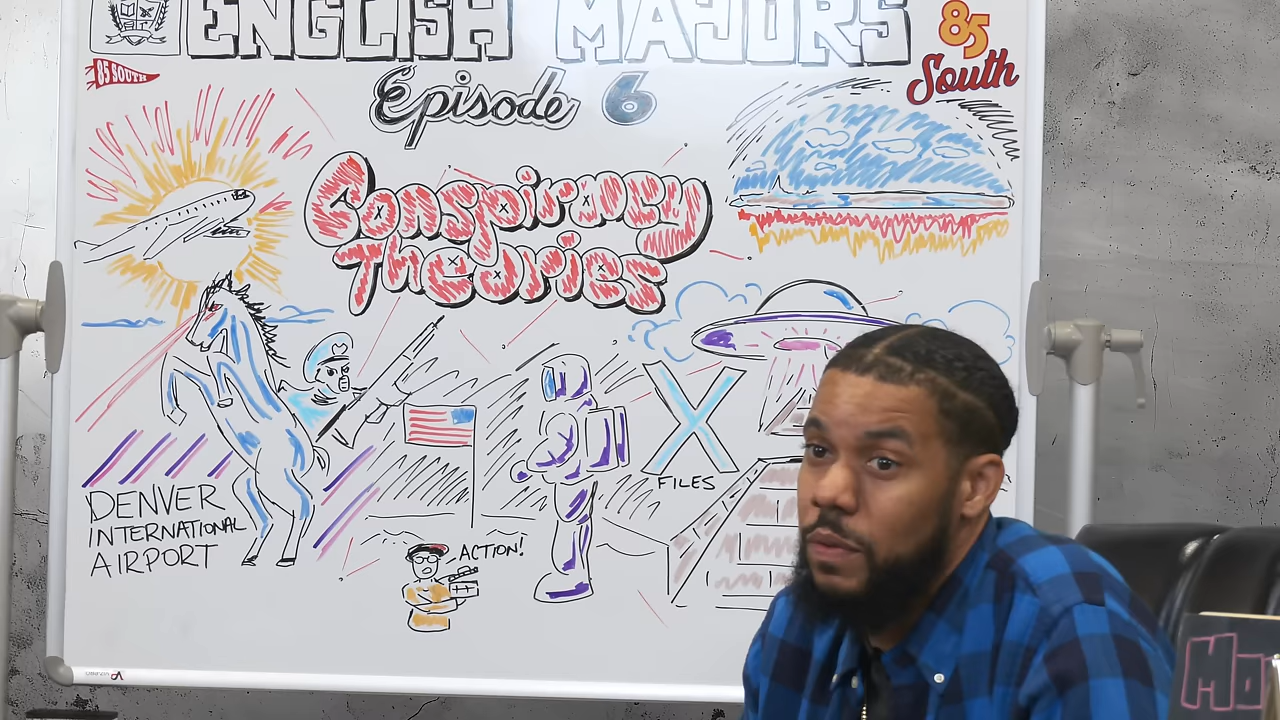 ENGLISH MAJORS
85 SOUTH
85
South
Episode 6
Conspiracy
Theories
X
FILES
DENVER
INTERNATIONAL
AIRPORT
ACTION!